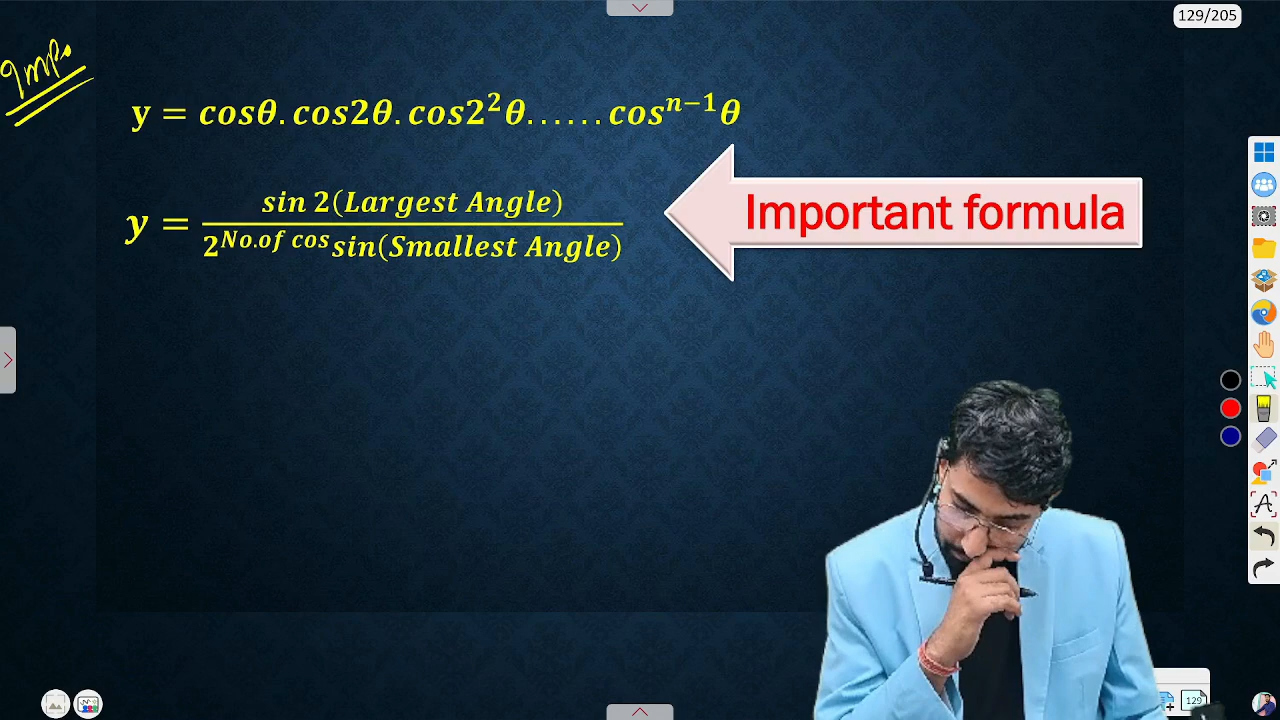 129/205
Imp.
y = cosθ.cos2θ.cos2²θ......cosⁿ⁻¹θ
y = sin 2(Largest Angle)
2^No.of cos sin(Smallest Angle)
Important formula
129